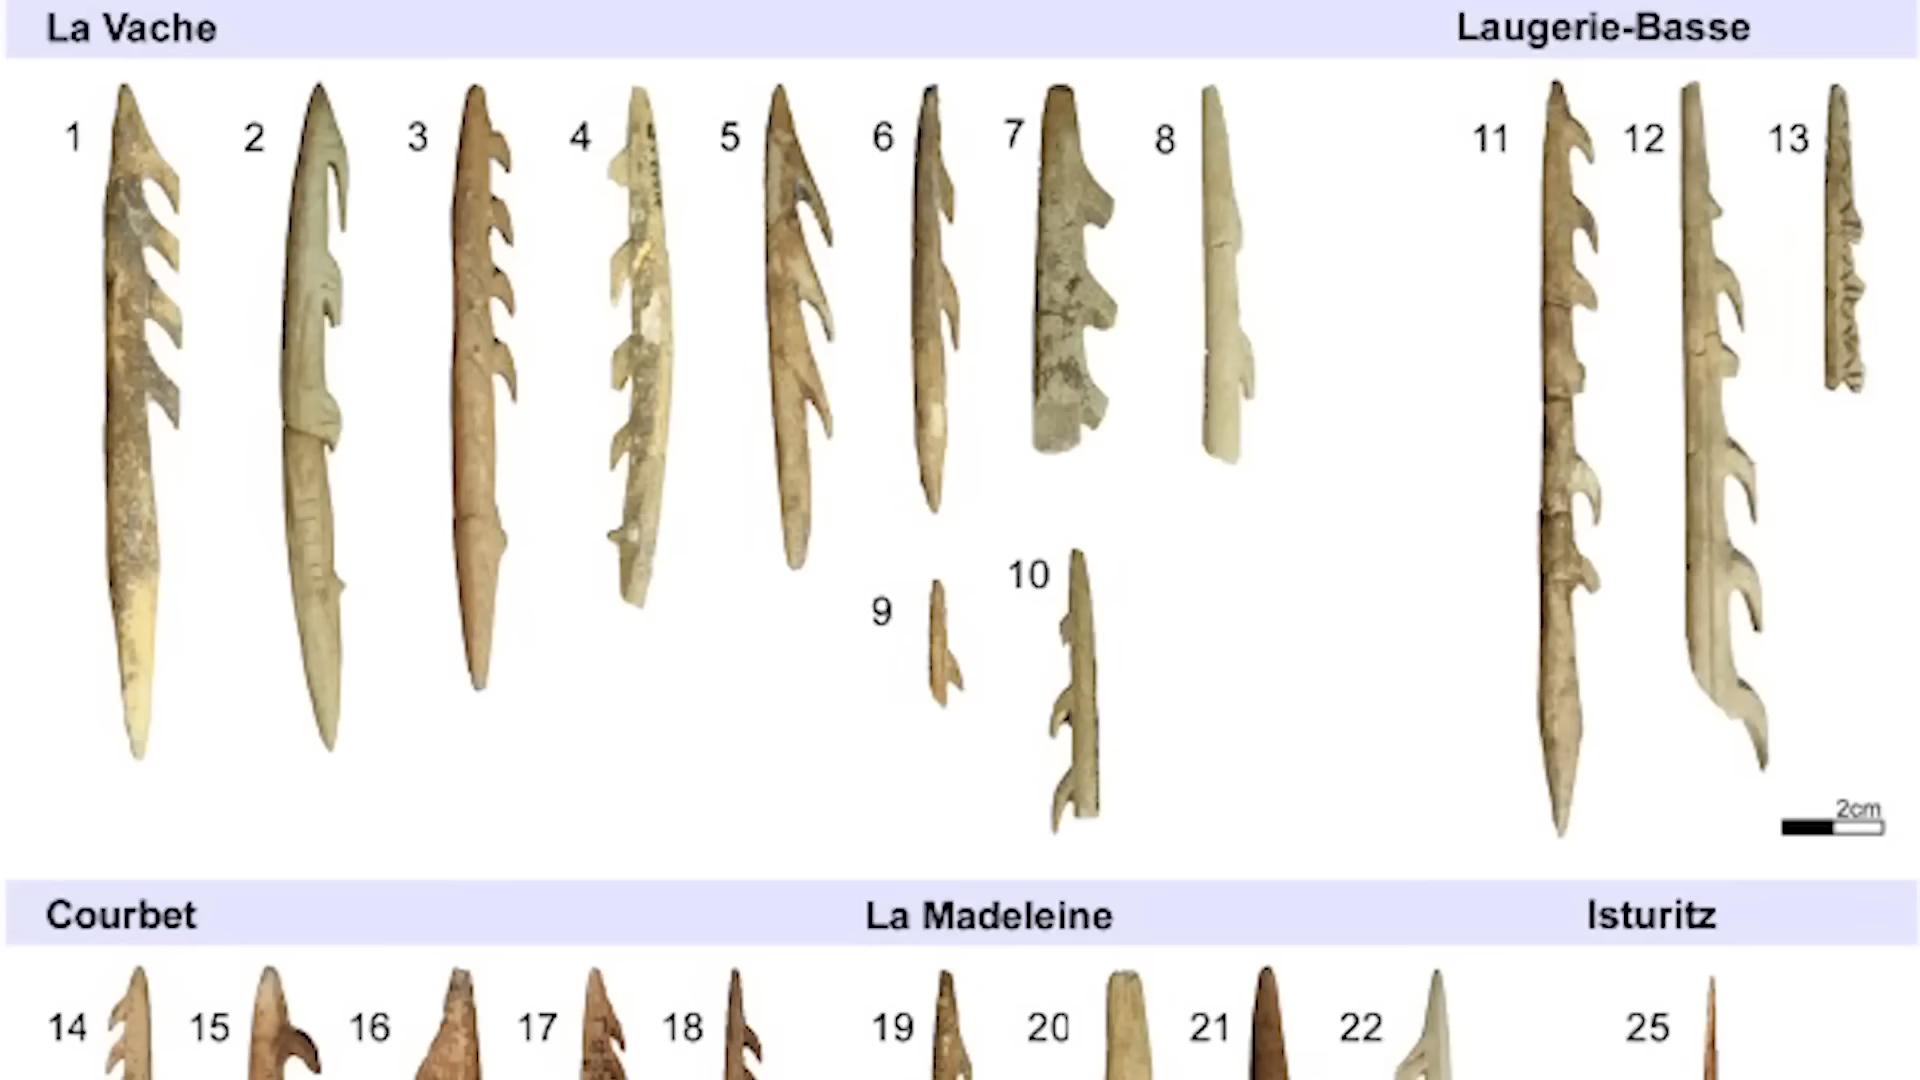 La Vache Laugerie-Basse
1 2 3 4 5 6 7 8 11 12 13
9 10
2cm
Courbet La Madeleine Isturitz
14 15 16 17 18 19 20 21 22 25